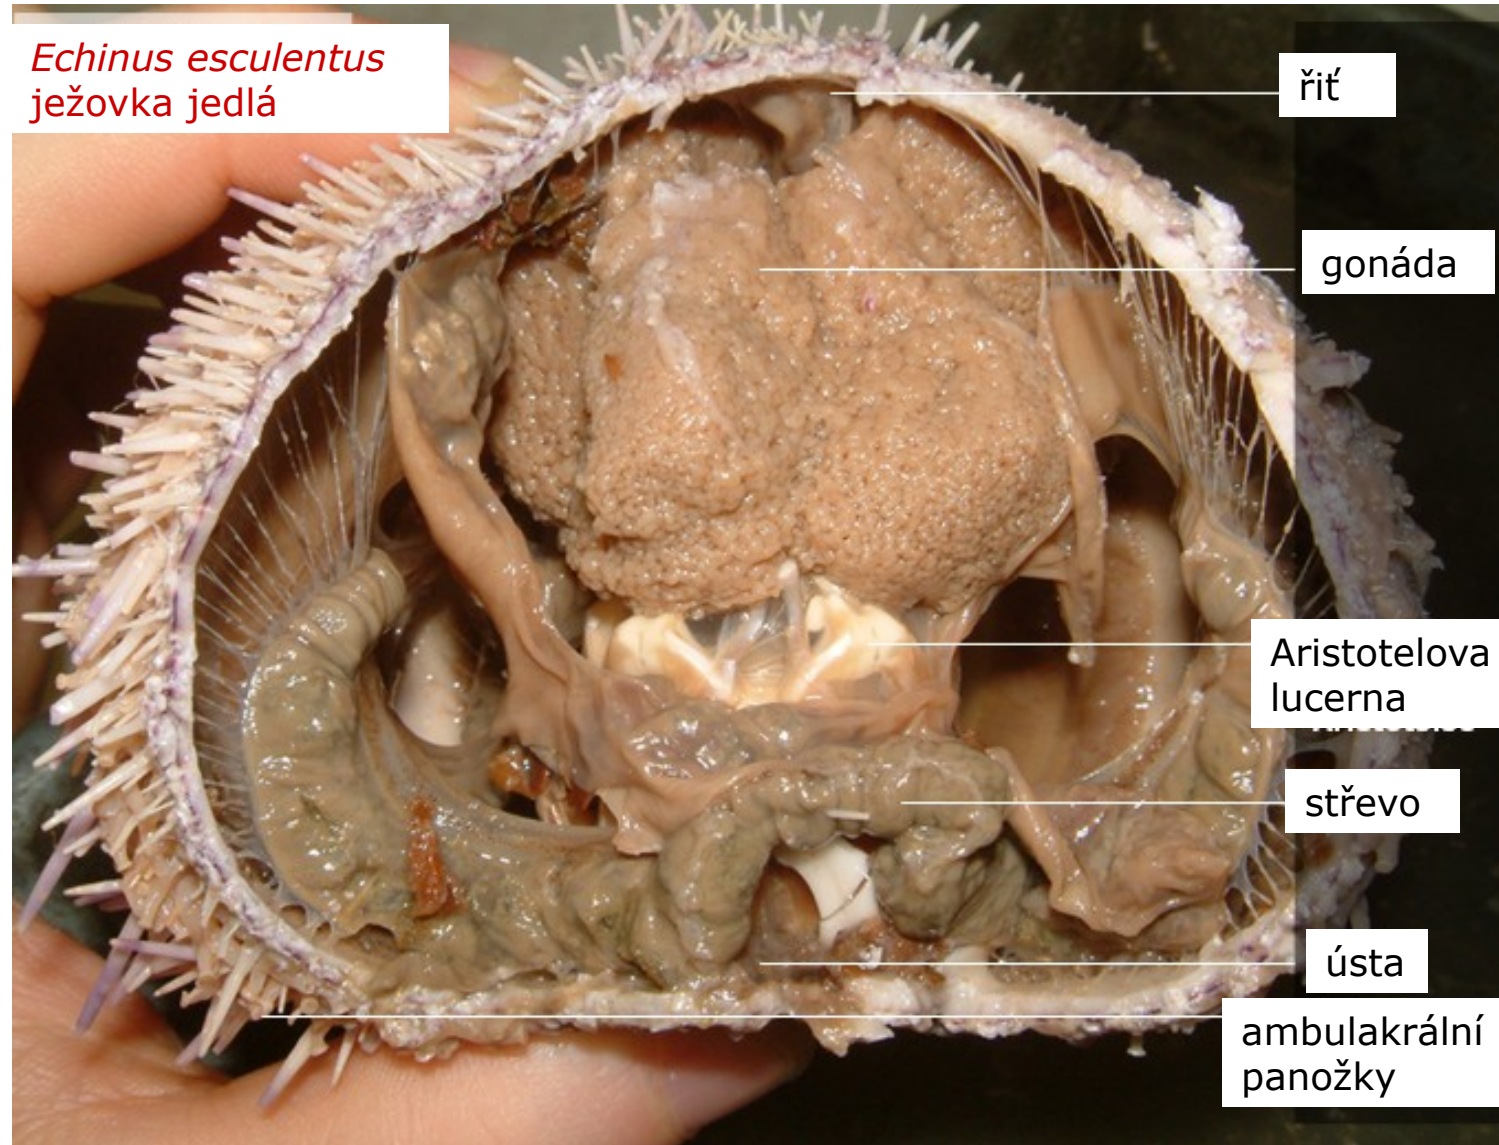 Echinus esculentus
ježovka jedlá
řiť
gonáda
Aristotelova
lucerna
střevo
ústa
ambulakrální
panožky